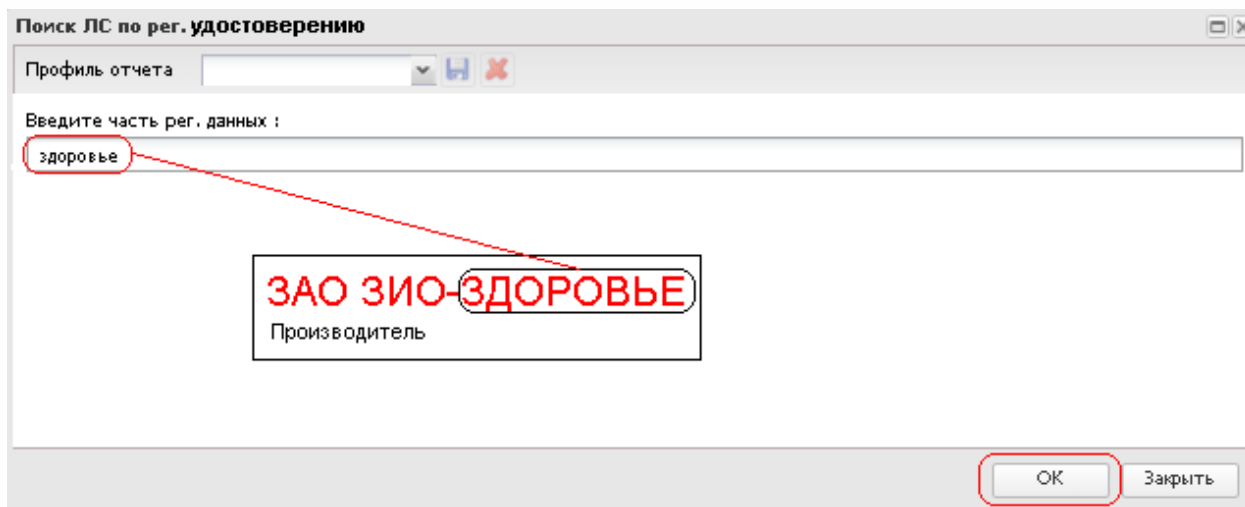 Поиск ЛС по рег. удостоверению
Профиль отчета
Введите часть рег. данных :
здоровье
ЗАО ЗИО-ЗДОРОВЬЕ
Производитель
ОК Закрыть